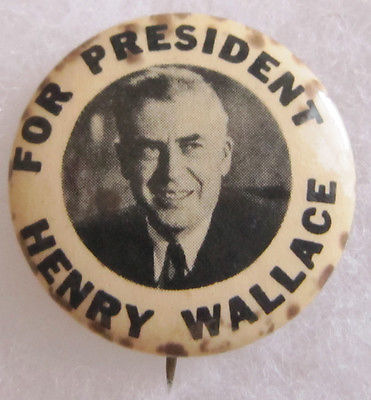 FOR PRESIDENT
HENRY WALLACE